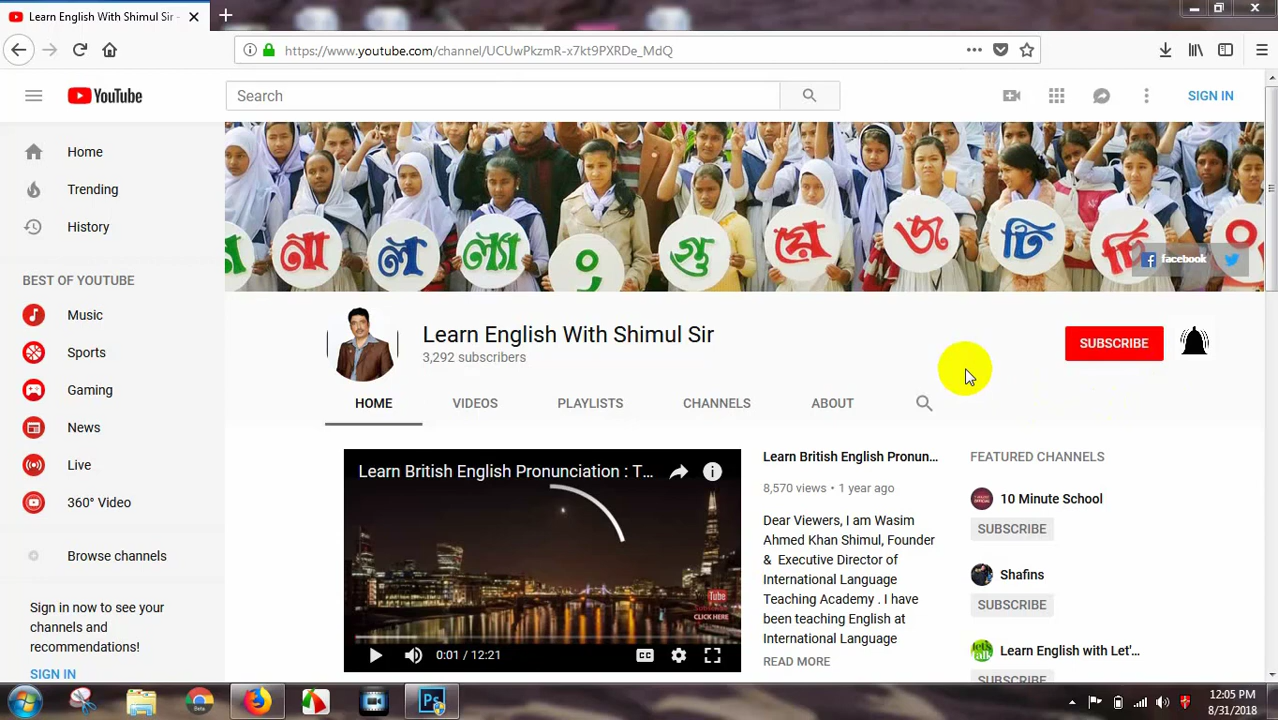 Learn English With Shimul Sir -
https://www.youtube.com/channel/UCUwPkzmR-x7kt9PXRDe_MdQ
YouTube
Search
SIGN IN
Home
Trending
History
BEST OF YOUTUBE
Music
Sports
Gaming
News
Live
360° Video
Browse channels
Sign in now to see your
channels and
recommendations!
SIGN IN
না ল ল্যা ং গু য়ে জ টি চি
facebook
Learn English With Shimul Sir
3,292 subscribers
SUBSCRIBE
HOME VIDEOS PLAYLISTS CHANNELS ABOUT
Learn British English Pronunciation : T...
CLICK HERE
0:01 / 12:21
CC
Learn British English Pronun...
8,570 views • 1 year ago
Dear Viewers, I am Wasim
Ahmed Khan Shimul, Founder
& Executive Director of
International Language
Teaching Academy . I have
been teaching English at
International Language
READ MORE
FEATURED CHANNELS
10 Minute School
SUBSCRIBE
Shafins
SUBSCRIBE
Learn English with Let'...
SUBSCRIBE
Ps
12:05 PM
8/31/2018